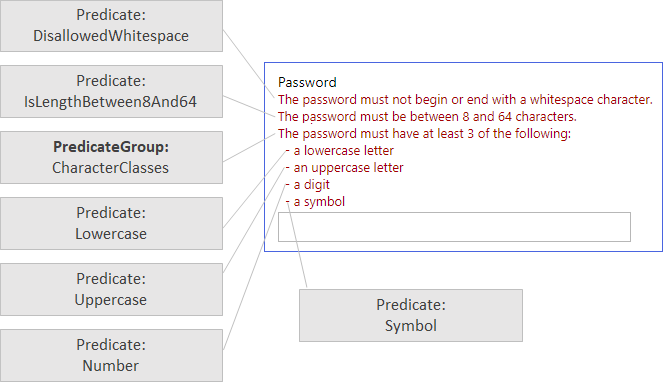 Predicate:
DisallowedWhitespace
Predicate:
IsLengthBetween8And64
PredicateGroup:
CharacterClasses
Predicate:
Lowercase
Predicate:
Uppercase
Predicate:
Number
Password
The password must not begin or end with a whitespace character.
The password must be between 8 and 64 characters.
The password must have at least 3 of the following:
- a lowercase letter
- an uppercase letter
- a digit
- a symbol
Predicate:
Symbol